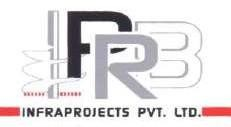 PRB
INFRAPROJECTS PVT. LTD.